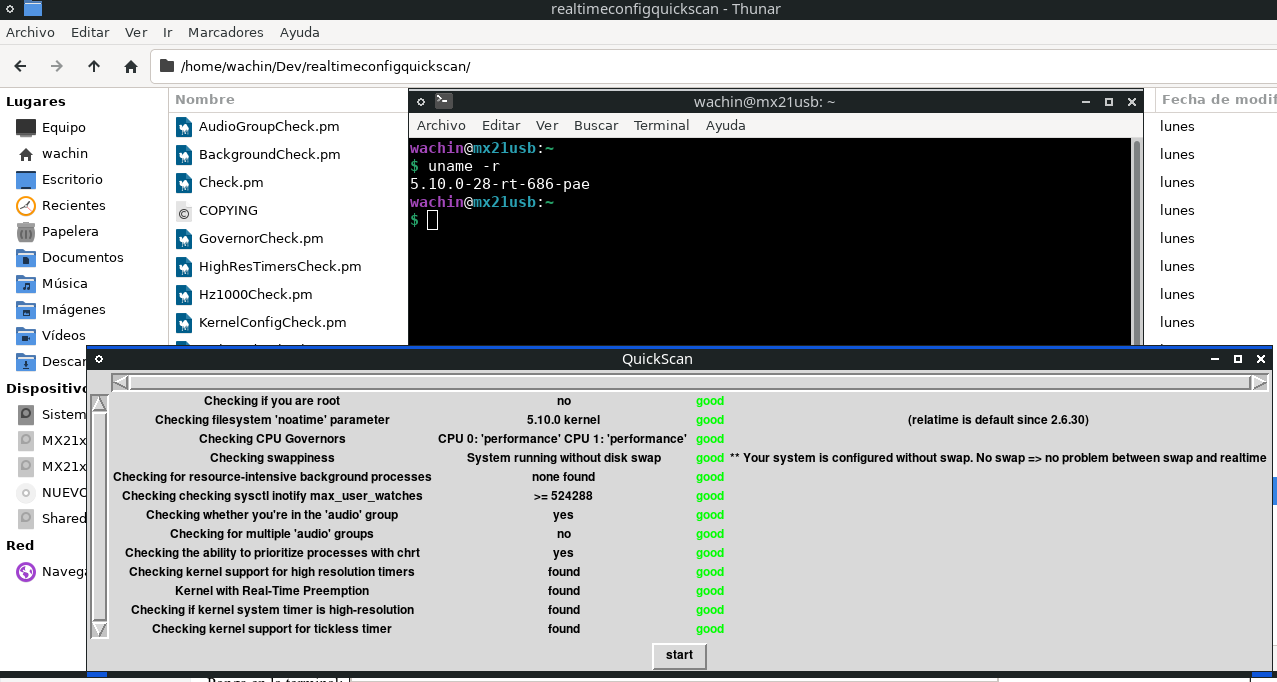 realtimeconfigquickscan - Thunar
Archivo Editar Ver Ir Marcadores Ayuda
/home/wachin/Dev/realtimeconfigquickscan/
Lugares
Equipo
wachin
Escritorio
Recientes
Papelera
Documentos
Música
Imágenes
Vídeos
Descar
Dispositivo
Sistem
MX21x
MX21x
NUEVO
Shared
Red
Navega
Nombre
AudioGroupCheck.pm
BackgroundCheck.pm
Check.pm
COPYING
GovernorCheck.pm
HighResTimersCheck.pm
Hz1000Check.pm
KernelConfigCheck.pm
Fecha de modif
lunes
lunes
lunes
lunes
lunes
lunes
lunes
lunes
wachin@mx21usb: ~
Archivo Editar Ver Buscar Terminal Ayuda
wachin@mx21usb:~
$ uname -r
5.10.0-28-rt-686-pae
wachin@mx21usb:~
$
QuickScan
Checking if you are root no good
Checking filesystem 'noatime' parameter 5.10.0 kernel good (relatime is default since 2.6.30)
Checking CPU Governors CPU 0: 'performance' CPU 1: 'performance' good
Checking swappiness System running without disk swap good ** Your system is configured without swap. No swap => no problem between swap and realtime
Checking for resource-intensive background processes none found good
Checking checking sysctl inotify max_user_watches >= 524288 good
Checking whether you're in the 'audio' group yes good
Checking for multiple 'audio' groups no good
Checking the ability to prioritize processes with chrt yes good
Checking kernel support for high resolution timers found good
Kernel with Real-Time Preemption found good
Checking if kernel system timer is high-resolution found good
Checking kernel support for tickless timer found good
start